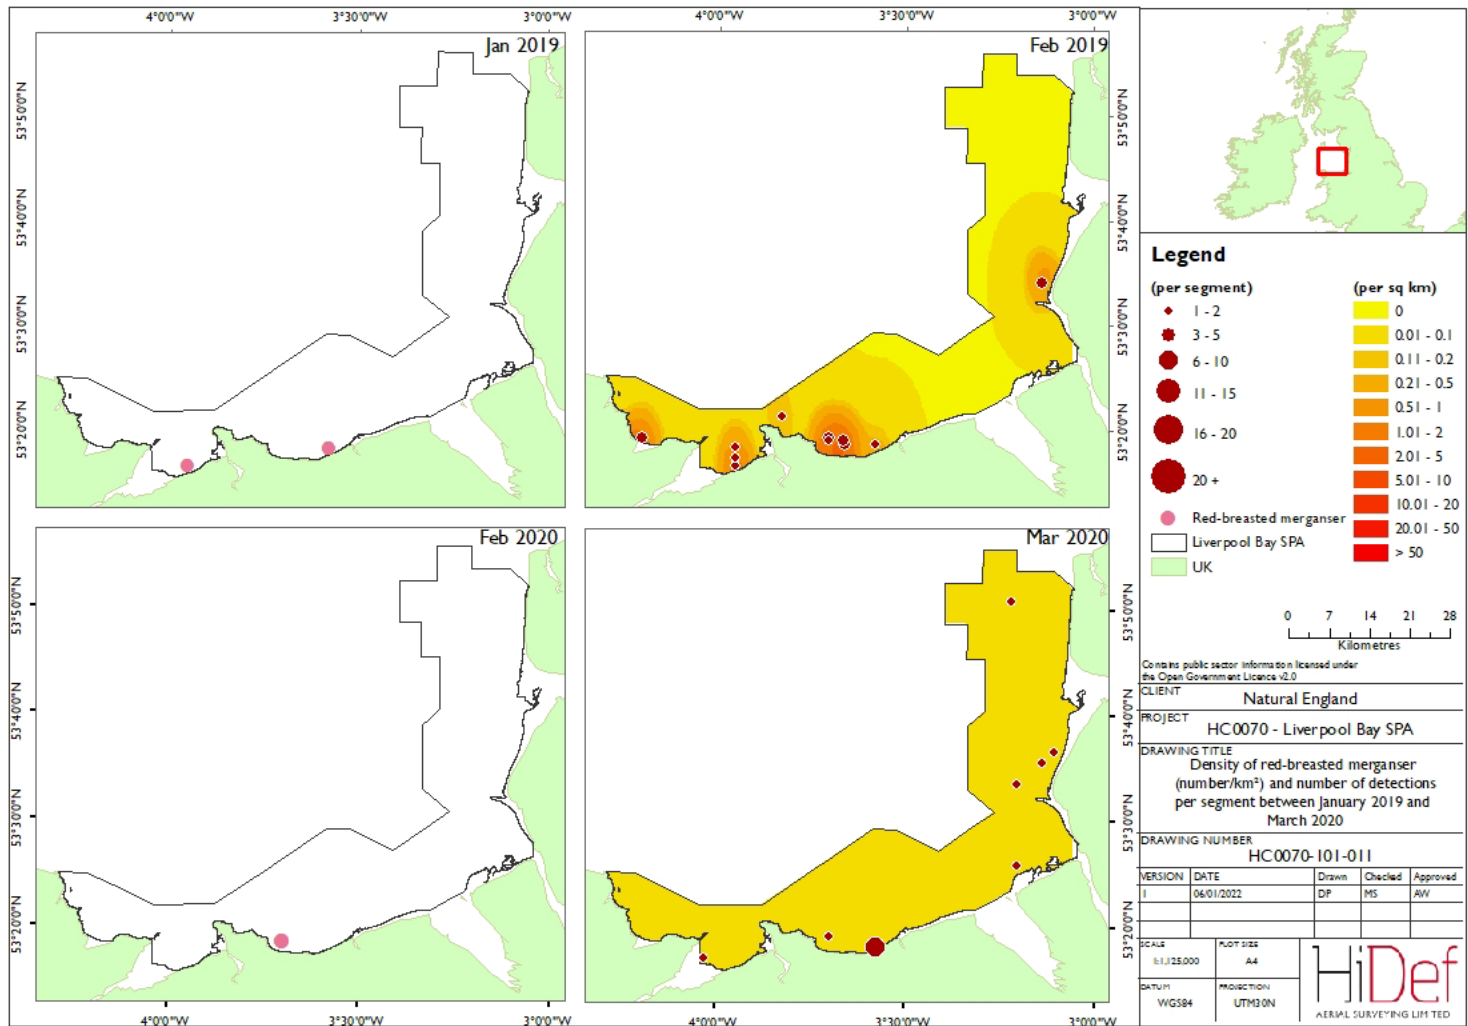 4°0'0"W 3°30'0"W 3°0'0"W 4°0'0"W 3°30'0"W 3°0'0"W
Jan 2019
Feb 2019
53°50'0"N
53°40'0"N
53°30'0"N
53°20'0"N
53°50'0"N
53°40'0"N
53°30'0"N
53°20'0"N
Feb 2020
Mar 2020
53°50'0"N
53°40'0"N
53°30'0"N
53°20'0"N
53°50'0"N
53°40'0"N
53°30'0"N
53°20'0"N
4°0'0"W 3°30'0"W 3°0'0"W 4°0'0"W 3°30'0"W 3°0'0"W
Legend
(per segment)
1 - 2
3 - 5
6 - 10
11 - 15
16 - 20
20 +
(per sq km)
0
0.01 - 0.1
0.11 - 0.2
0.21 - 0.5
0.51 - 1
1.01 - 2
2.01 - 5
5.01 - 10
10.01 - 20
20.01 - 50
> 50
Red-breasted merganser
Liverpool Bay SPA
UK
0 7 14 21 28
Kilometres
Contains public sector information licensed under
the Open Government Licence v2.0
CLIENT
Natural England
PROJECT
HC0070 - Liverpool Bay SPA
DRAWING TITLE
Density of red-breasted merganser
(number/km²) and number of detections
per segment between January 2019 and
March 2020
DRAWING NUMBER
HC0070-101-011
VERSION DATE Drawn Checked Approved
1 06/01/2022 DP MS AW
SCALE PLOT SIZE
1:1,125,000 A4
DATUM PROJECTION
WGS84 UTM30N
HiDef
AERIAL SURVEYING LIMITED